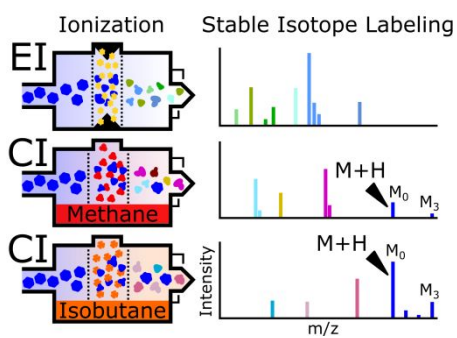 Ionization
Stable Isotope Labeling
EI
CI
Methane
M+H
M₀
M₃
CI
Isobutane
Intensity
M+H
M₀
M₃
m/z